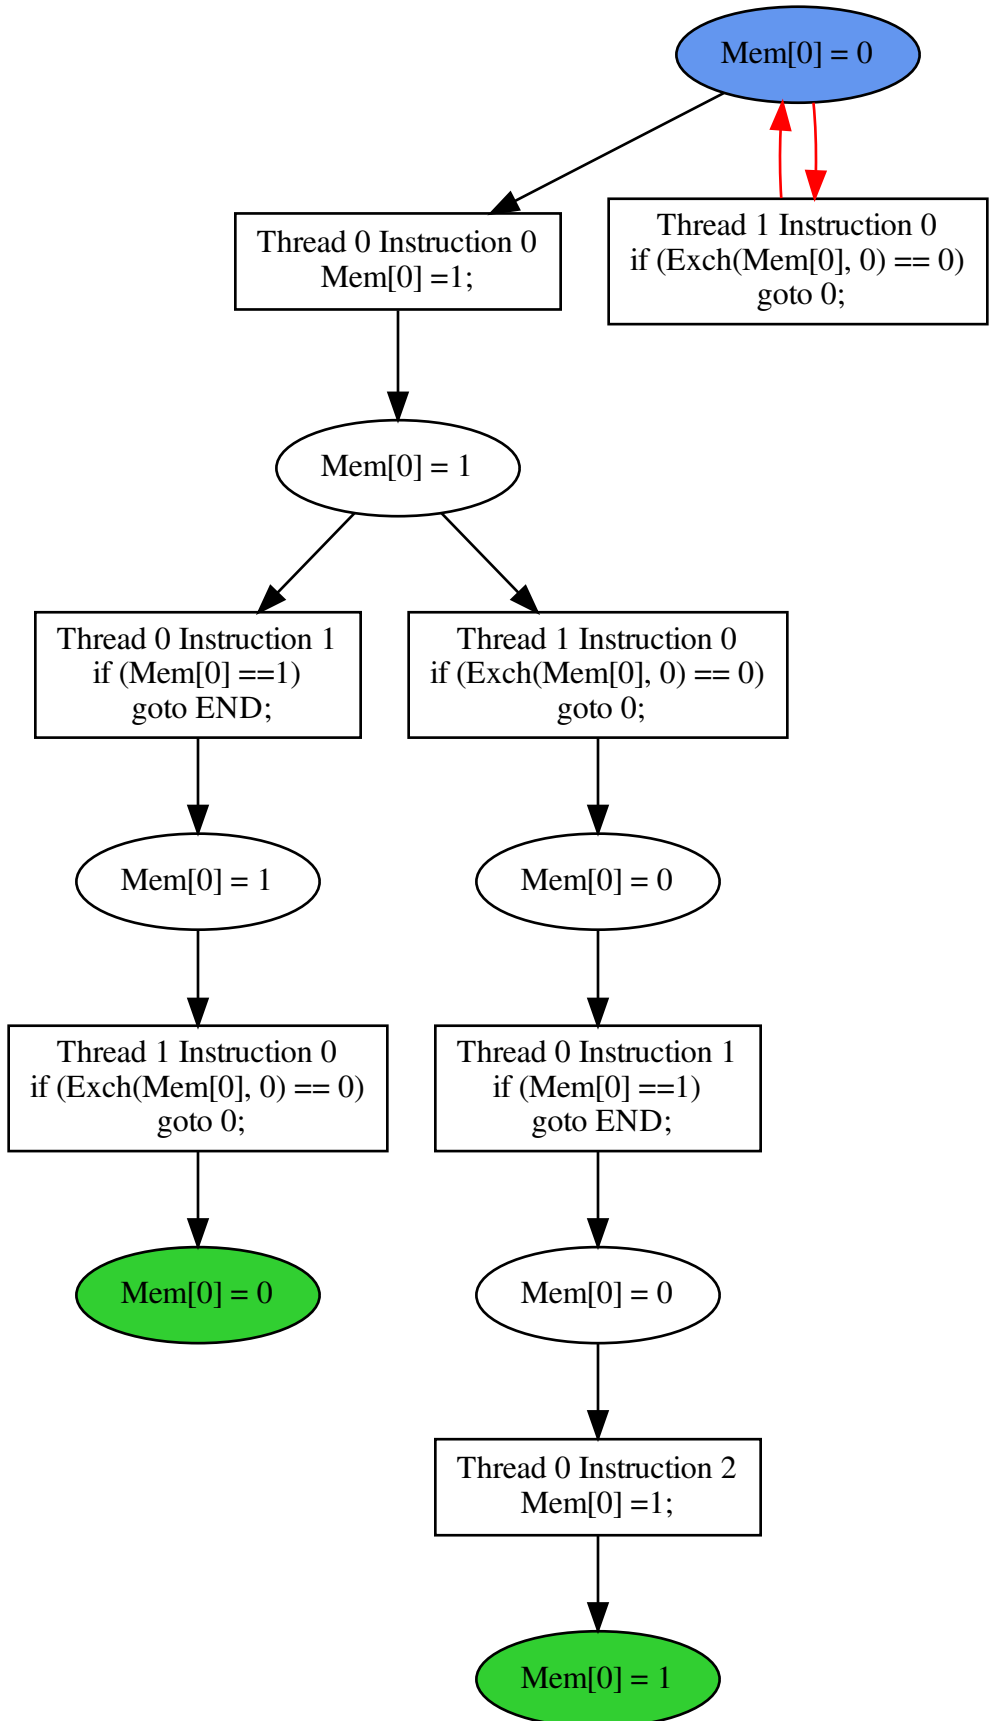 Mem[0] = 0
Thread 0 Instruction 0
Mem[0] =1;
Thread 1 Instruction 0
if (Exch(Mem[0], 0) == 0)
goto 0;
Mem[0] = 1
Thread 0 Instruction 1
if (Mem[0] ==1)
goto END;
Thread 1 Instruction 0
if (Exch(Mem[0], 0) == 0)
goto 0;
Mem[0] = 1
Mem[0] = 0
Thread 1 Instruction 0
if (Exch(Mem[0], 0) == 0)
goto 0;
Thread 0 Instruction 1
if (Mem[0] ==1)
goto END;
Mem[0] = 0
Mem[0] = 0
Thread 0 Instruction 2
Mem[0] =1;
Mem[0] = 1